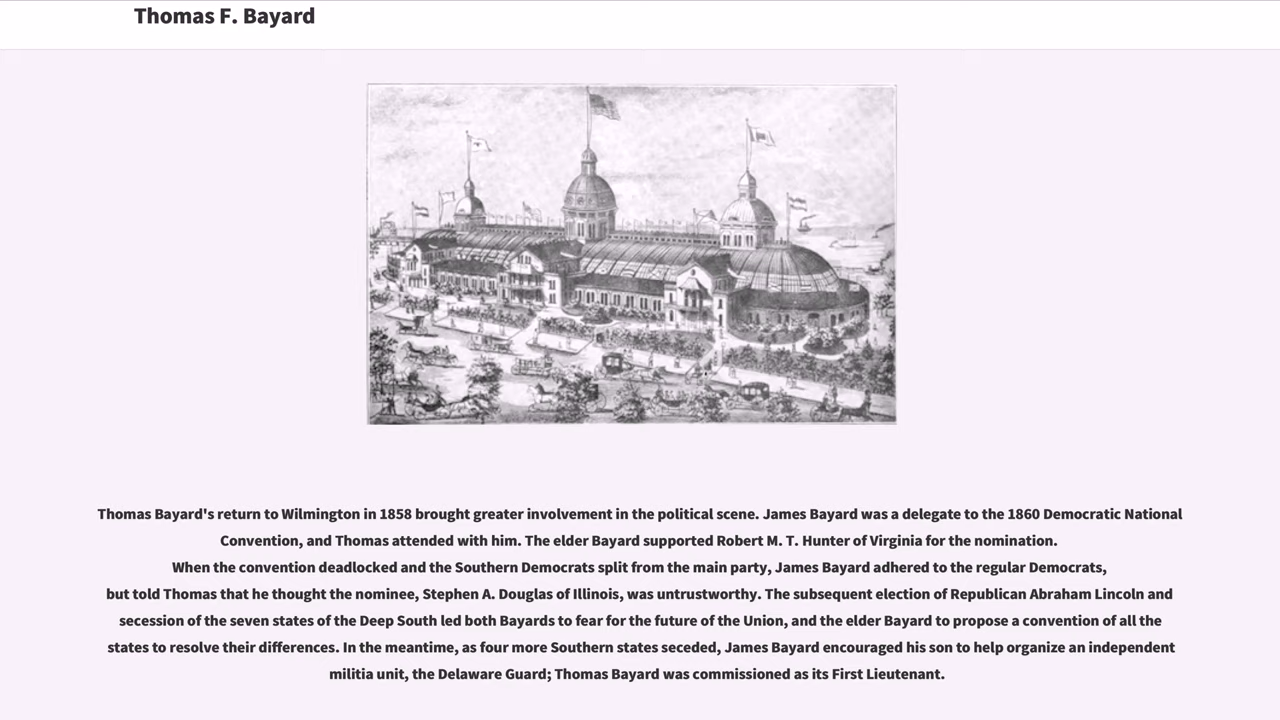 Thomas F. Bayard
Thomas Bayard's return to Wilmington in 1858 brought greater involvement in the political scene. James Bayard was a delegate to the 1860 Democratic National
Convention, and Thomas attended with him. The elder Bayard supported Robert M. T. Hunter of Virginia for the nomination.
When the convention deadlocked and the Southern Democrats split from the main party, James Bayard adhered to the regular Democrats,
but told Thomas that he thought the nominee, Stephen A. Douglas of Illinois, was untrustworthy. The subsequent election of Republican Abraham Lincoln and
secession of the seven states of the Deep South led both Bayards to fear for the future of the Union, and the elder Bayard to propose a convention of all the
states to resolve their differences. In the meantime, as four more Southern states seceded, James Bayard encouraged his son to help organize an independent
militia unit, the Delaware Guard; Thomas Bayard was commissioned as its First Lieutenant.